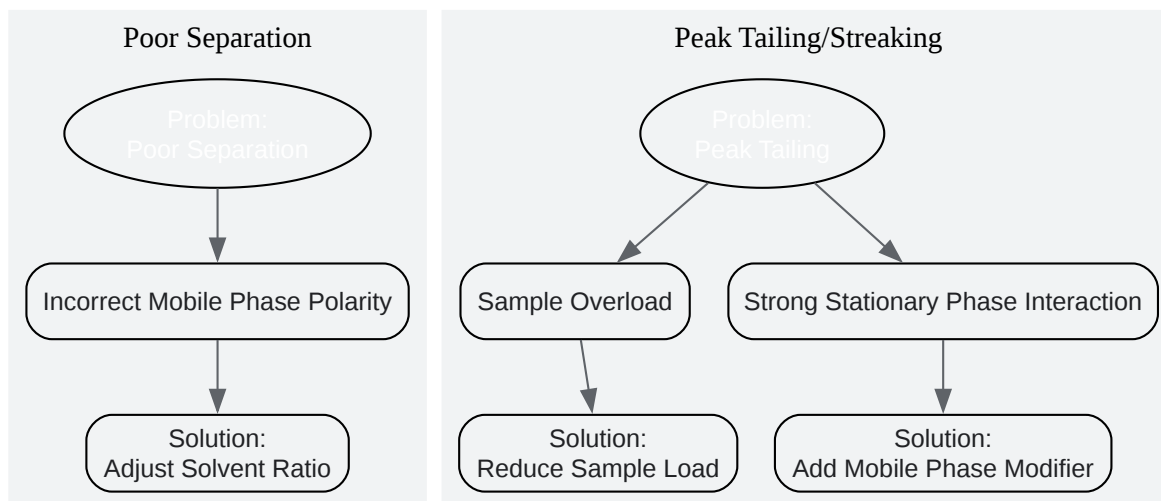 Poor Separation
Problem:
Poor Separation
Incorrect Mobile Phase Polarity
Solution:
Adjust Solvent Ratio
Peak Tailing/Streaking
Problem:
Peak Tailing
Sample Overload
Strong Stationary Phase Interaction
Solution:
Reduce Sample Load
Solution:
Add Mobile Phase Modifier